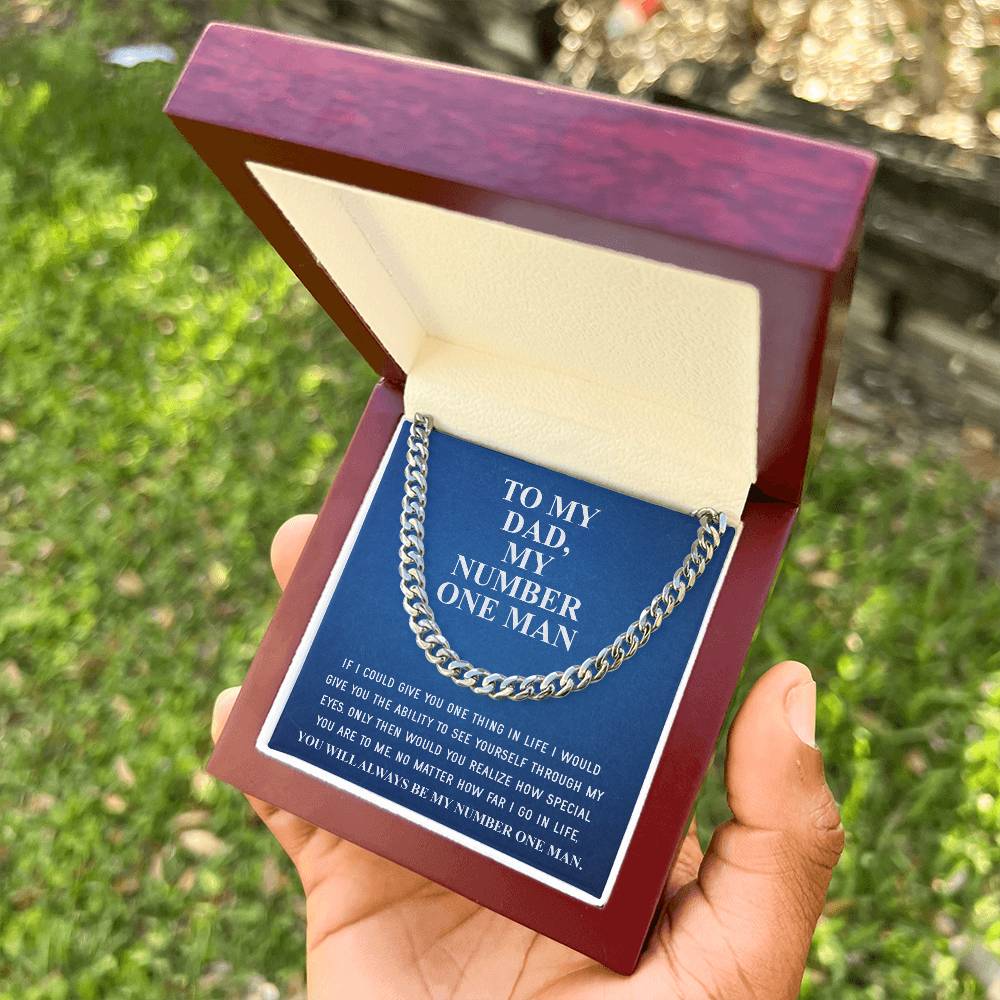 TO MY
DAD,
MY
NUMBER
ONE MAN
IF I COULD GIVE YOU ONE THING IN LIFE I WOULD
GIVE YOU THE ABILITY TO SEE YOURSELF THROUGH MY
EYES. ONLY THEN WOULD YOU REALIZE HOW SPECIAL
YOU ARE TO ME. NO MATTER HOW FAR I GO IN LIFE,
YOU WILL ALWAYS BE MY NUMBER ONE MAN.